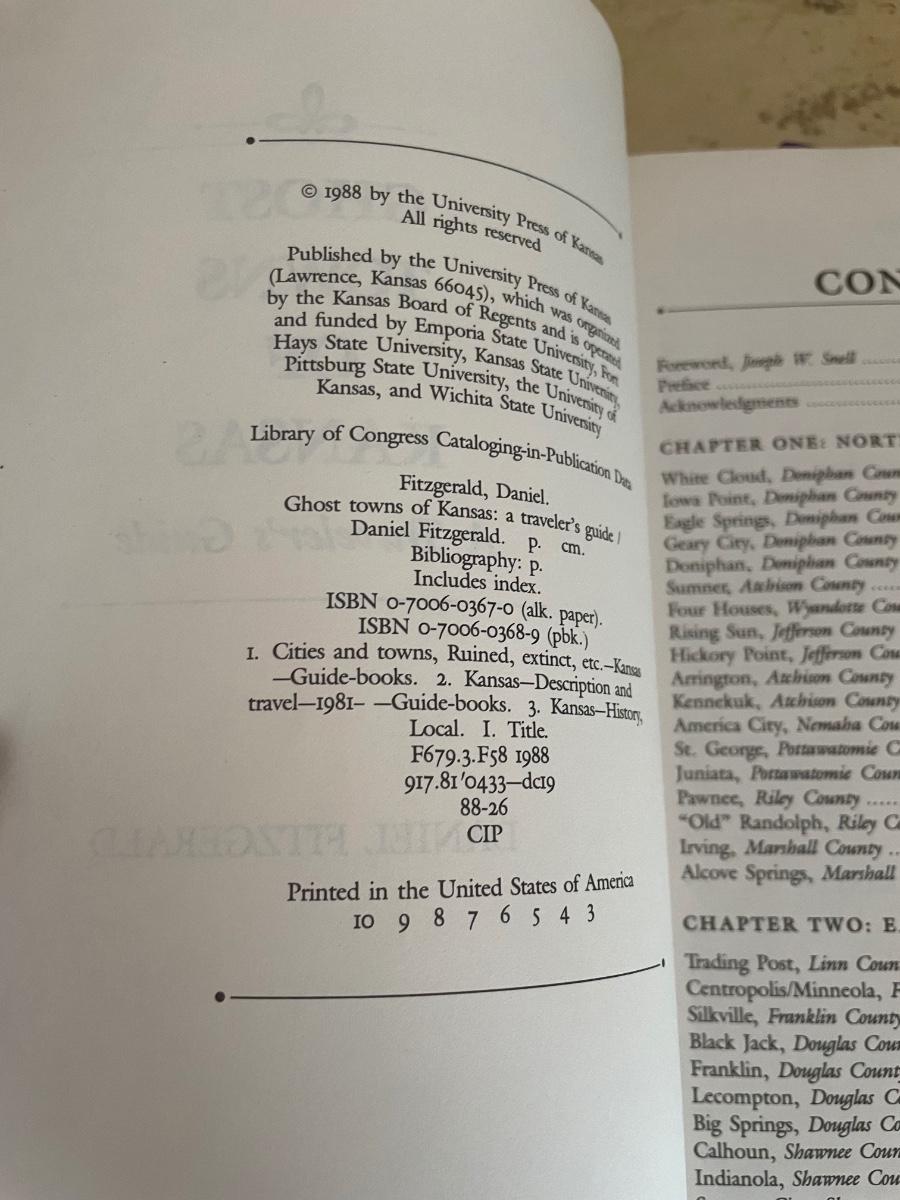 © 1988 by the University Press of Kansas
All rights reserved
Published by the University Press of Kansas
(Lawrence, Kansas 66045), which was organized
by the Kansas Board of Regents and is operated
and funded by Emporia State University, Fort
Hays State University, Kansas State University,
Pittsburg State University, the University of
Kansas, and Wichita State University
Library of Congress Cataloging-in-Publication Data
Fitzgerald, Daniel.
Ghost towns of Kansas: a traveler's guide /
Daniel Fitzgerald. p. cm.
Bibliography: p.
Includes index.
ISBN 0-7006-0367-0 (alk. paper).
ISBN 0-7006-0368-9 (pbk.)
1. Cities and towns, Ruined, extinct, etc.—Kansas
—Guide-books. 2. Kansas—Description and
travel—1981– —Guide-books. 3. Kansas—History,
Local. I. Title.
F679.3.F58 1988
917.81'0433—dc19
88-26
CIP
Printed in the United States of America
10 9 8 7 6 5 4 3
CON
Foreword, Joseph W. Snell ........
Preface ........
Acknowledgments ........
CHAPTER ONE: NORT
White Cloud, Doniphan Coun
Iowa Point, Doniphan County
Eagle Springs, Doniphan Cou
Geary City, Doniphan County
Doniphan, Doniphan County
Sumner, Atchison County .....
Four Houses, Wyandotte Cou
Rising Sun, Jefferson County
Hickory Point, Jefferson Cou
Arrington, Atchison County
Kennekuk, Atchison County
America City, Nemaha Cou
St. George, Pottawatomie C
Juniata, Pottawatomie Coun
Pawnee, Riley County .....
"Old" Randolph, Riley C
Irving, Marshall County ..
Alcove Springs, Marshall
CHAPTER TWO: E
Trading Post, Linn Coun
Centropolis/Minneola, F
Silkville, Franklin County
Black Jack, Douglas Cou
Franklin, Douglas County
Lecompton, Douglas C
Big Springs, Douglas Co
Calhoun, Shawnee Coun
Indianola, Shawnee Cou